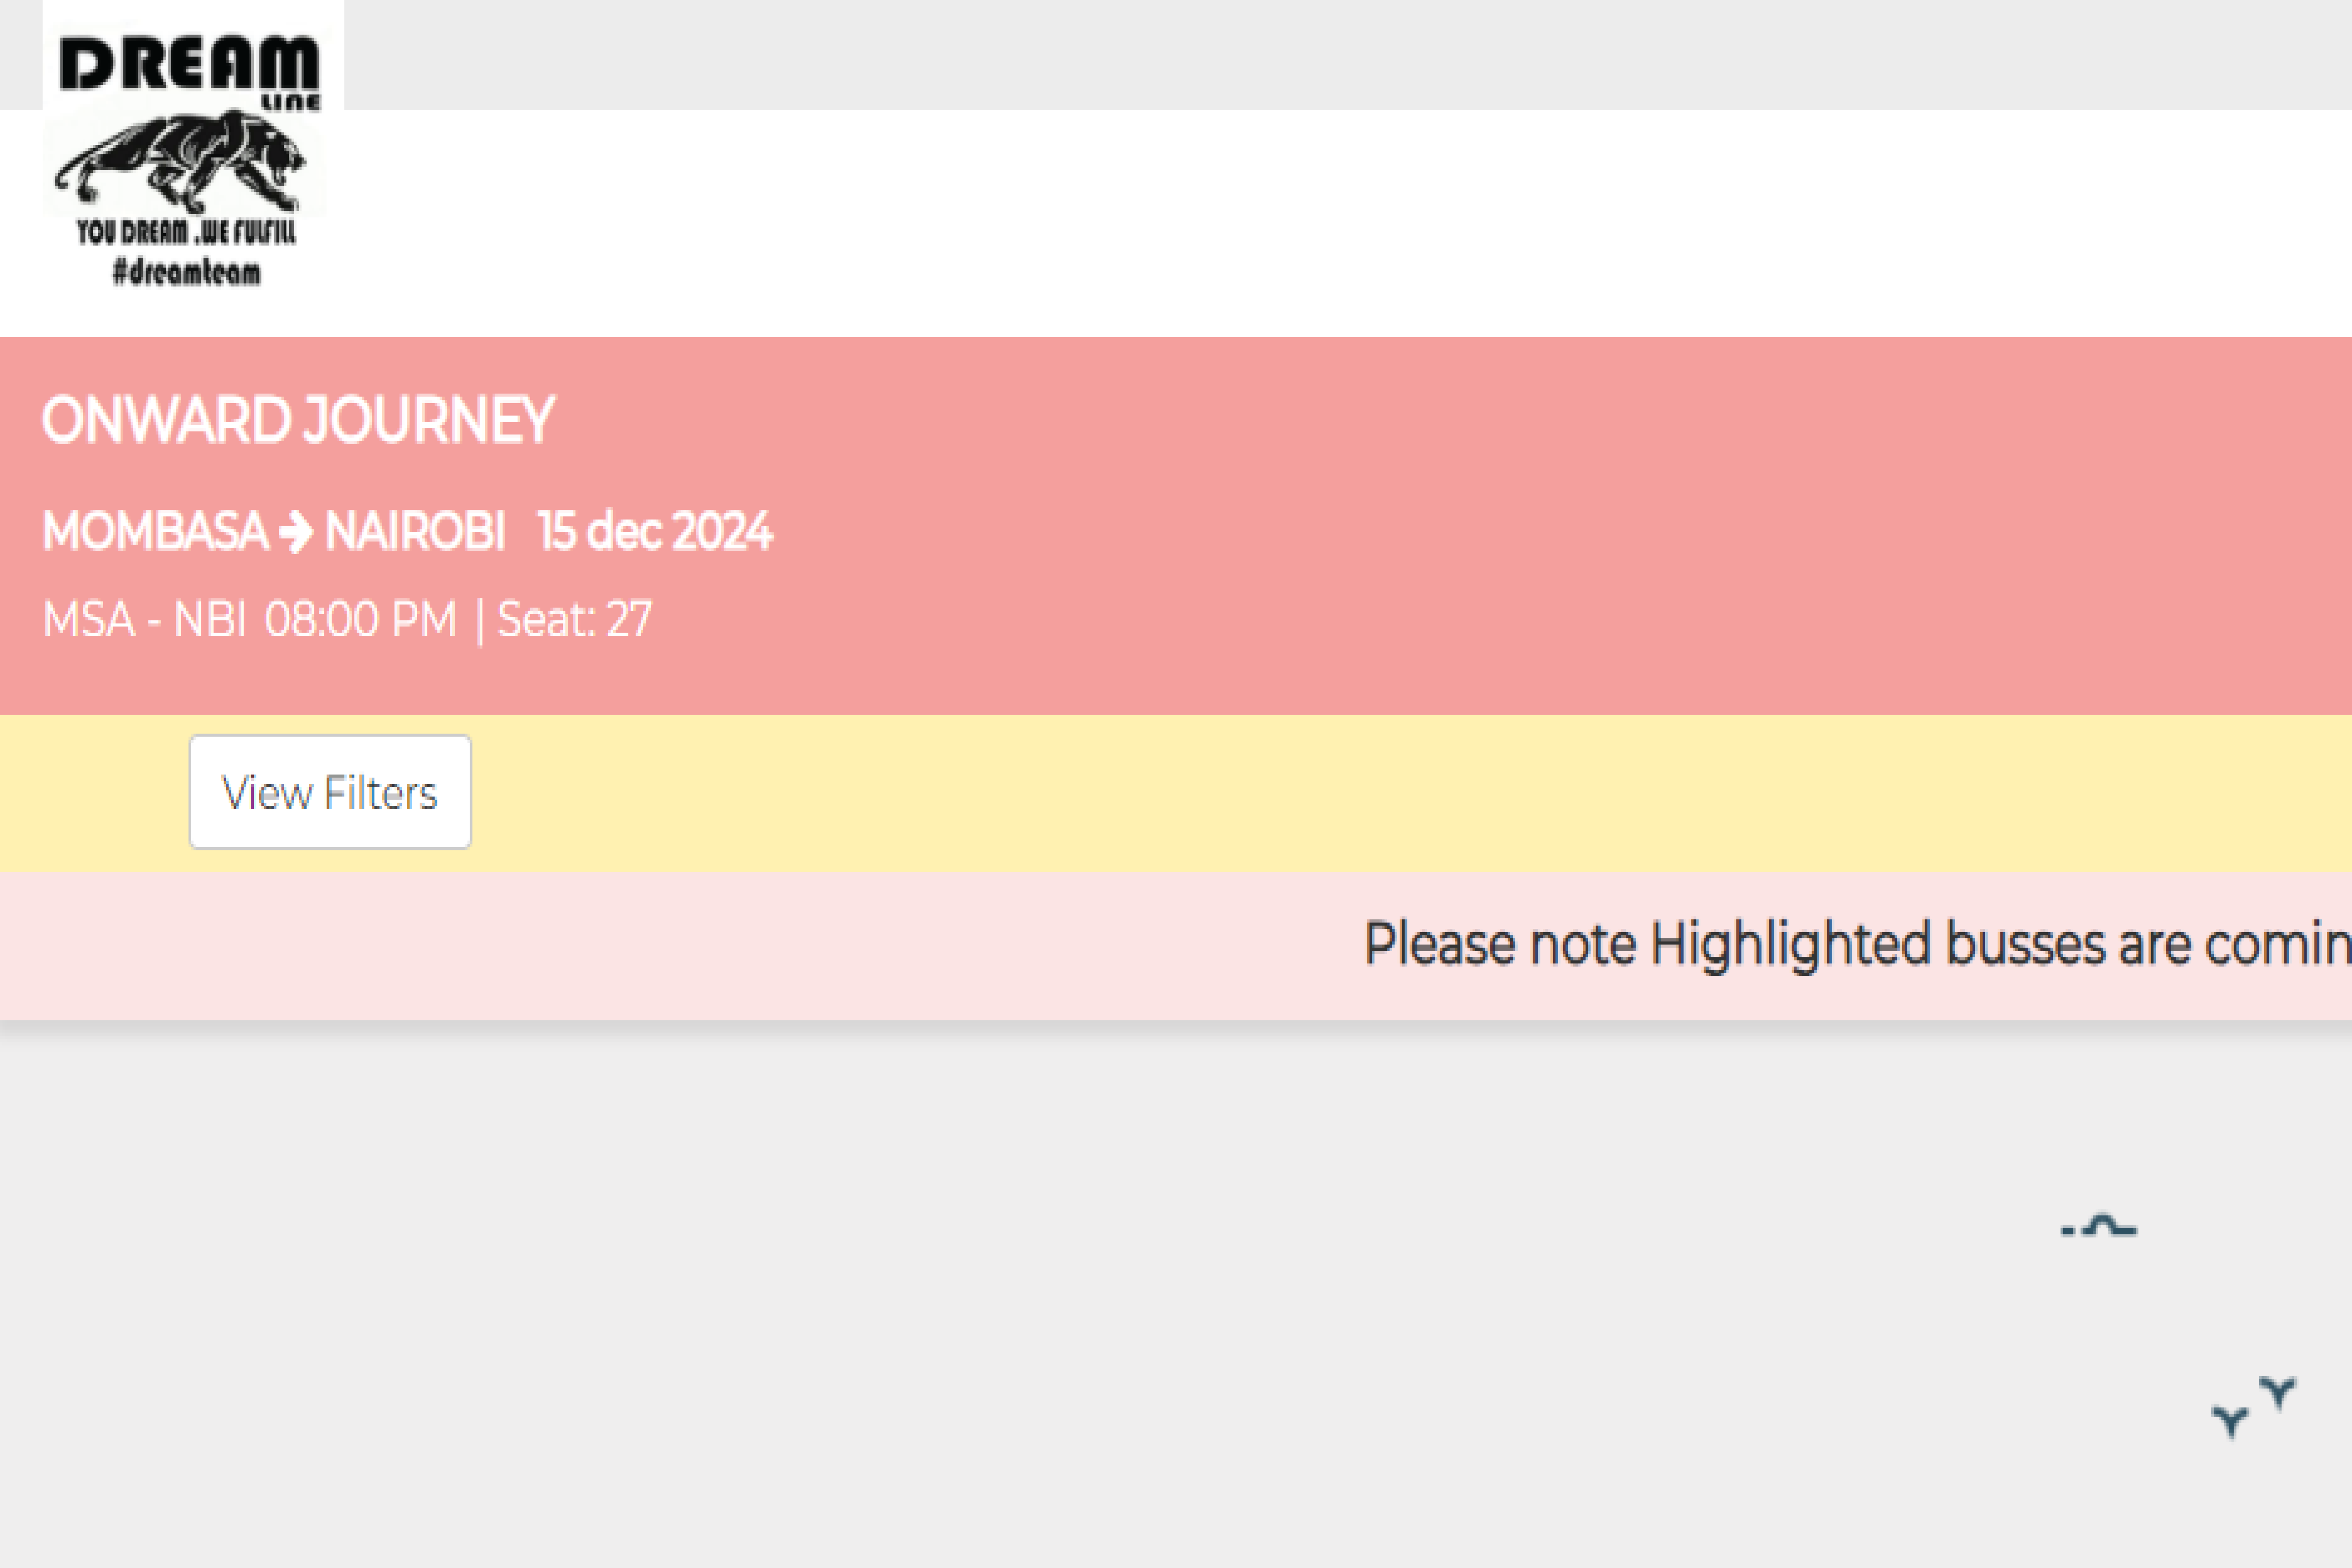 DREAM
LINE
YOU DREAM .WE FULFILL
#dreamteam
ONWARD JOURNEY
MOMBASA → NAIROBI 15 dec 2024
MSA - NBI 08:00 PM | Seat: 27
View Filters
Please note Highlighted busses are comin